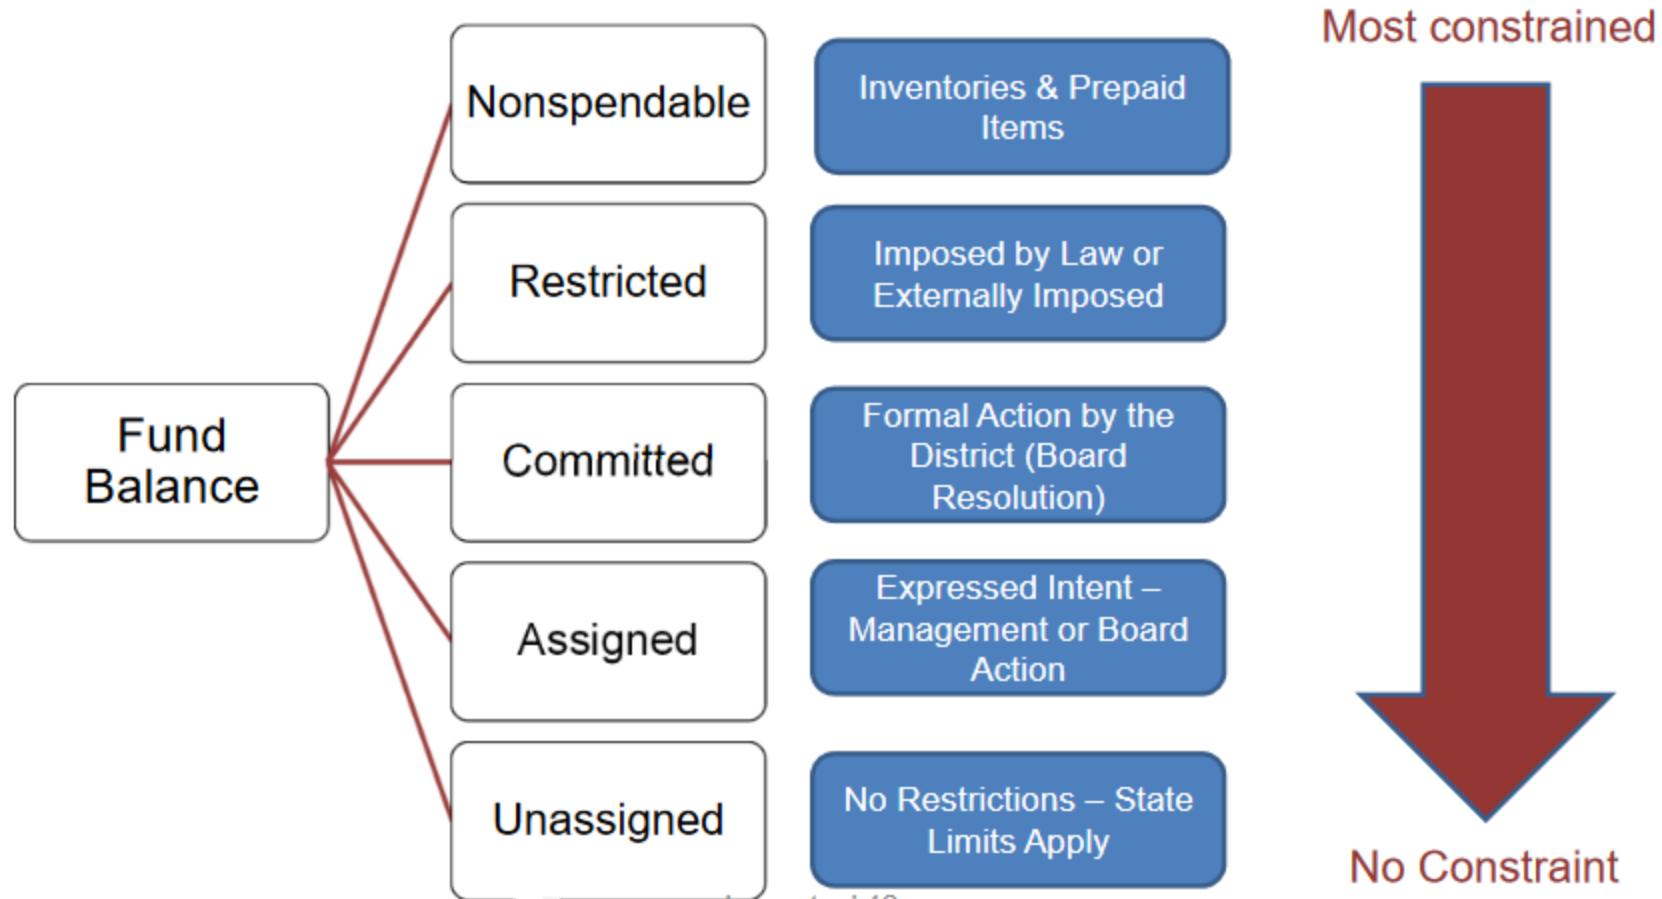 Most constrained
Nonspendable
Inventories & Prepaid
Items
Restricted
Imposed by Law or
Externally Imposed
Fund
Balance
Committed
Formal Action by the
District (Board
Resolution)
Assigned
Expressed Intent –
Management or Board
Action
Unassigned
No Restrictions – State
Limits Apply
No Constraint